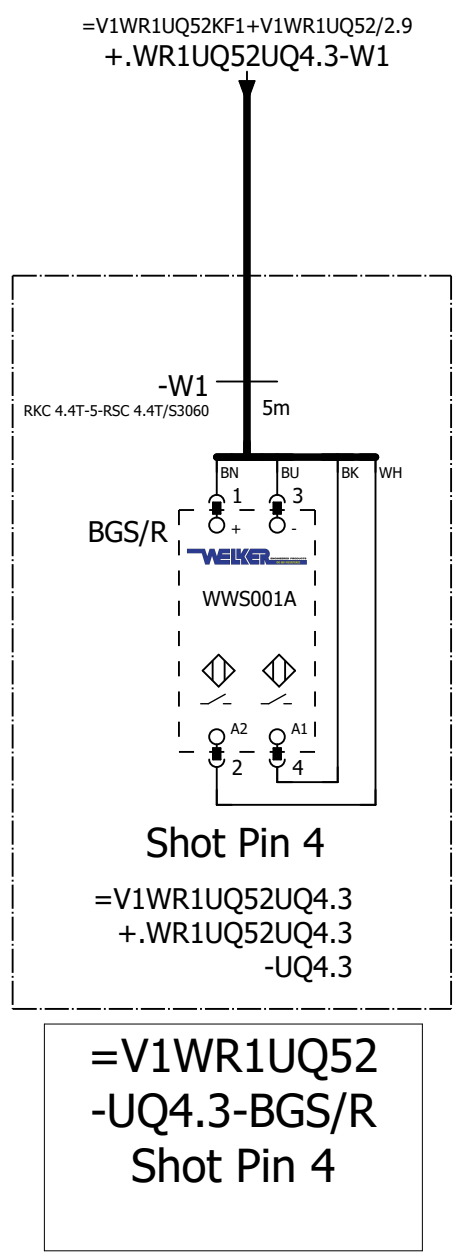 =V1WR1UQ52KF1+V1WR1UQ52/2.9
+.WR1UQ52UQ4.3-W1
-W1
RKC 4.4T-5-RSC 4.4T/S3060
5m
BN BU BK WH
1 3
BGS/R
+ -
WELKER
WWS001A
A2 A1
2 4
Shot Pin 4
=V1WR1UQ52UQ4.3
+.WR1UQ52UQ4.3
-UQ4.3
=V1WR1UQ52
-UQ4.3-BGS/R
Shot Pin 4